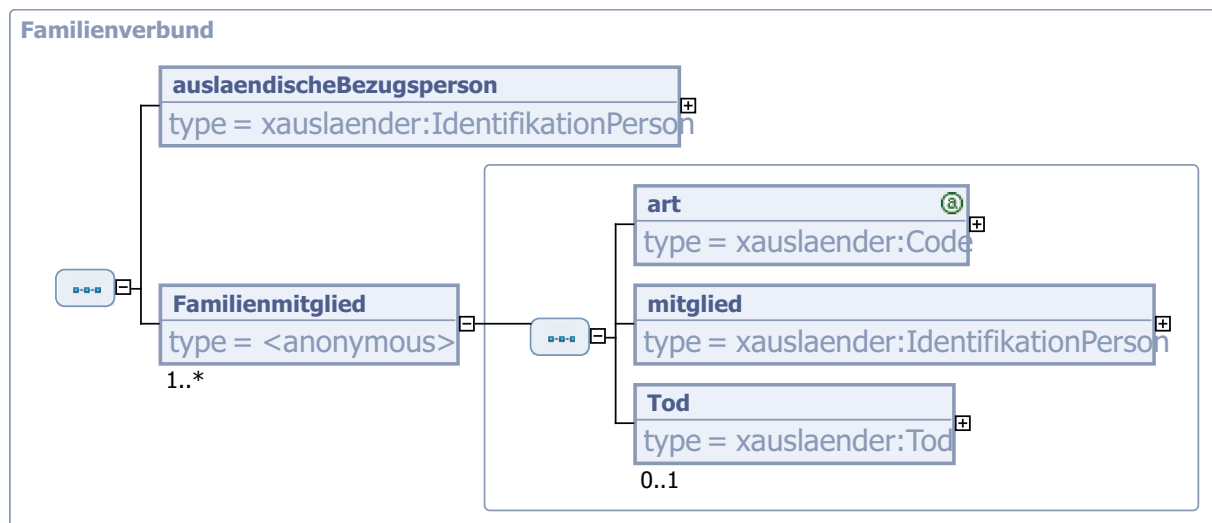 Familienverbund
auslaendischeBezugsperson
type = xauslaender:IdentifikationPerson
art
@
type = xauslaender:Code
Familienmitglied
type = <anonymous>
1..*
mitglied
type = xauslaender:IdentifikationPerson
Tod
type = xauslaender:Tod
0..1